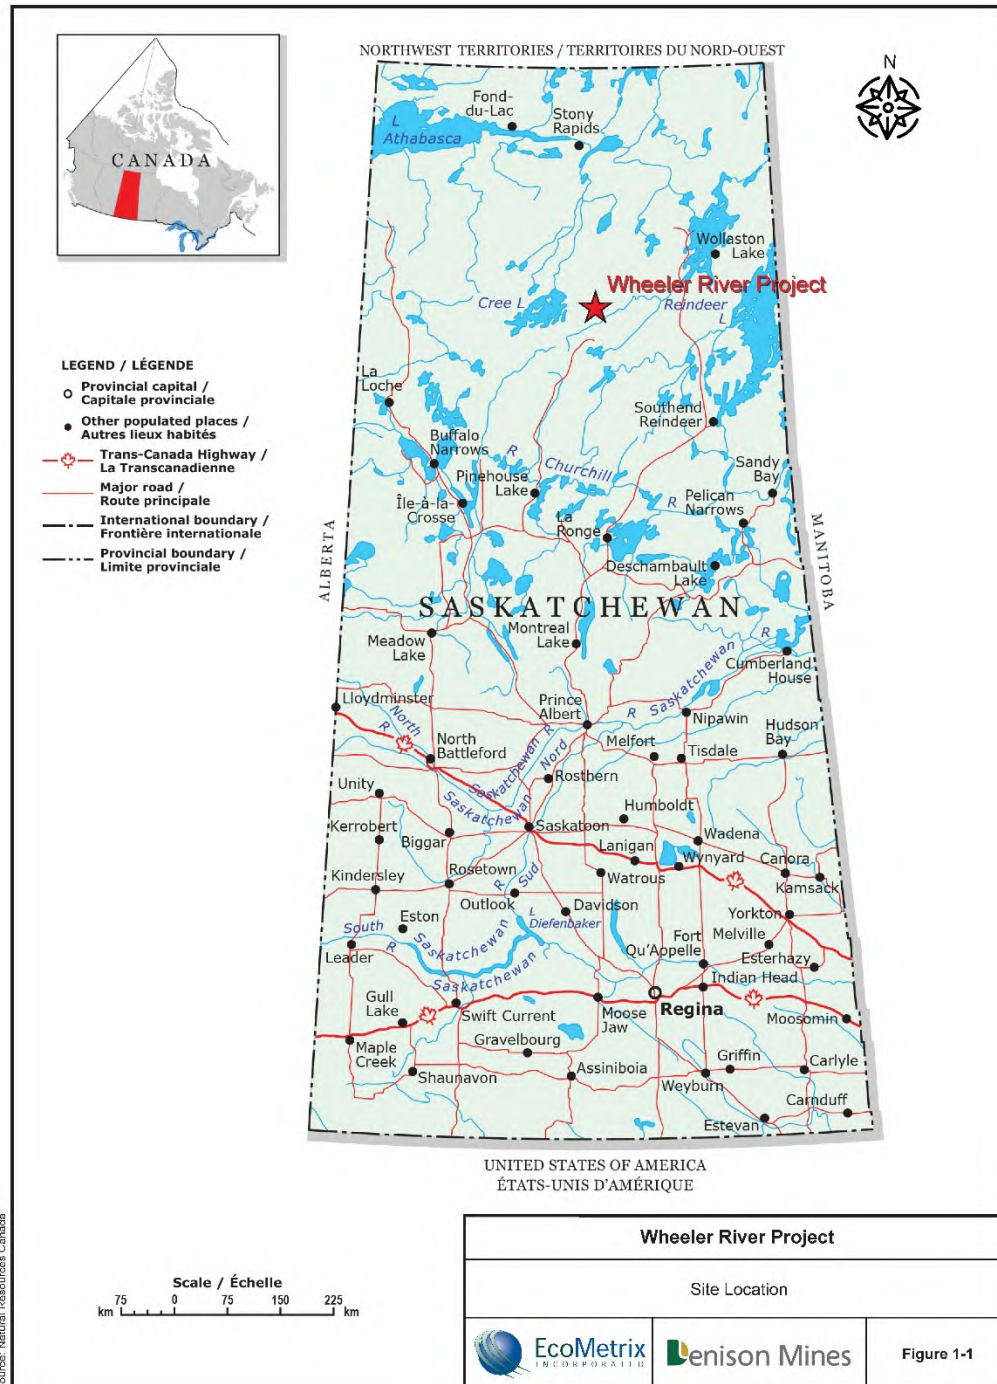 NORTHWEST TERRITORIES / TERRITOIRES DU NORD-OUEST
N
CANADA
Fond-
du-Lac
Stony
Rapids
L
Athabasca
Wollaston
Lake
Wheeler River Project
Cree L
Reindeer
L
LEGEND / LÉGENDE
Provincial capital /
Capitale provinciale
Other populated places /
Autres lieux habités
Trans-Canada Highway /
La Transcanadienne
Major road /
Route principale
International boundary /
Frontière internationale
Provincial boundary /
Limite provinciale
La
Loche
Southend
Reindeer
Buffalo
Narrows
R
Churchill
R
Pinehouse
Lake
Sandy
Bay
Île-à-la-
Crosse
Pelican
Narrows
La
Ronge
Deschambault
Lake
ALBERTA
MANITOBA
SASKATCHEWAN
Meadow
Lake
Montreal
Lake
R
Saskatchewan
R
Cumberland
House
Lloydminster
North
R
Prince
Albert
Nipawin
Hudson
Bay
North
Battleford
Saskatchewan
R
Nord
Melfort
Tisdale
Unity
Saskatchewan
Rosthern
Humboldt
Kerrobert
Biggar
Saskatoon
Wadena
Lanigan
Wynyard
Canora
Kamsack
Kindersley
Rosetown
R
Sud
Watrous
Outlook
Davidson
L
Diefenbaker
Yorkton
Eston
South
R
Saskatchewan
Saskatchewan
Leader
Fort
Qu'Appelle
Melville
Esterhazy
Indian Head
Gull
Lake
Swift Current
Moose
Jaw
Regina
Moosomin
Maple
Creek
Gravelbourg
Griffin
Carlyle
Shaunavon
Assiniboia
Weyburn
Carnduff
Estevan
UNITED STATES OF AMERICA
ÉTATS-UNIS D'AMÉRIQUE
Scale / Échelle
75 0 75 150 225
km km
Source: Natural Resources Canada
Wheeler River Project
Site Location
EcoMetrix
INCORPORATED
Denison Mines
Figure 1-1